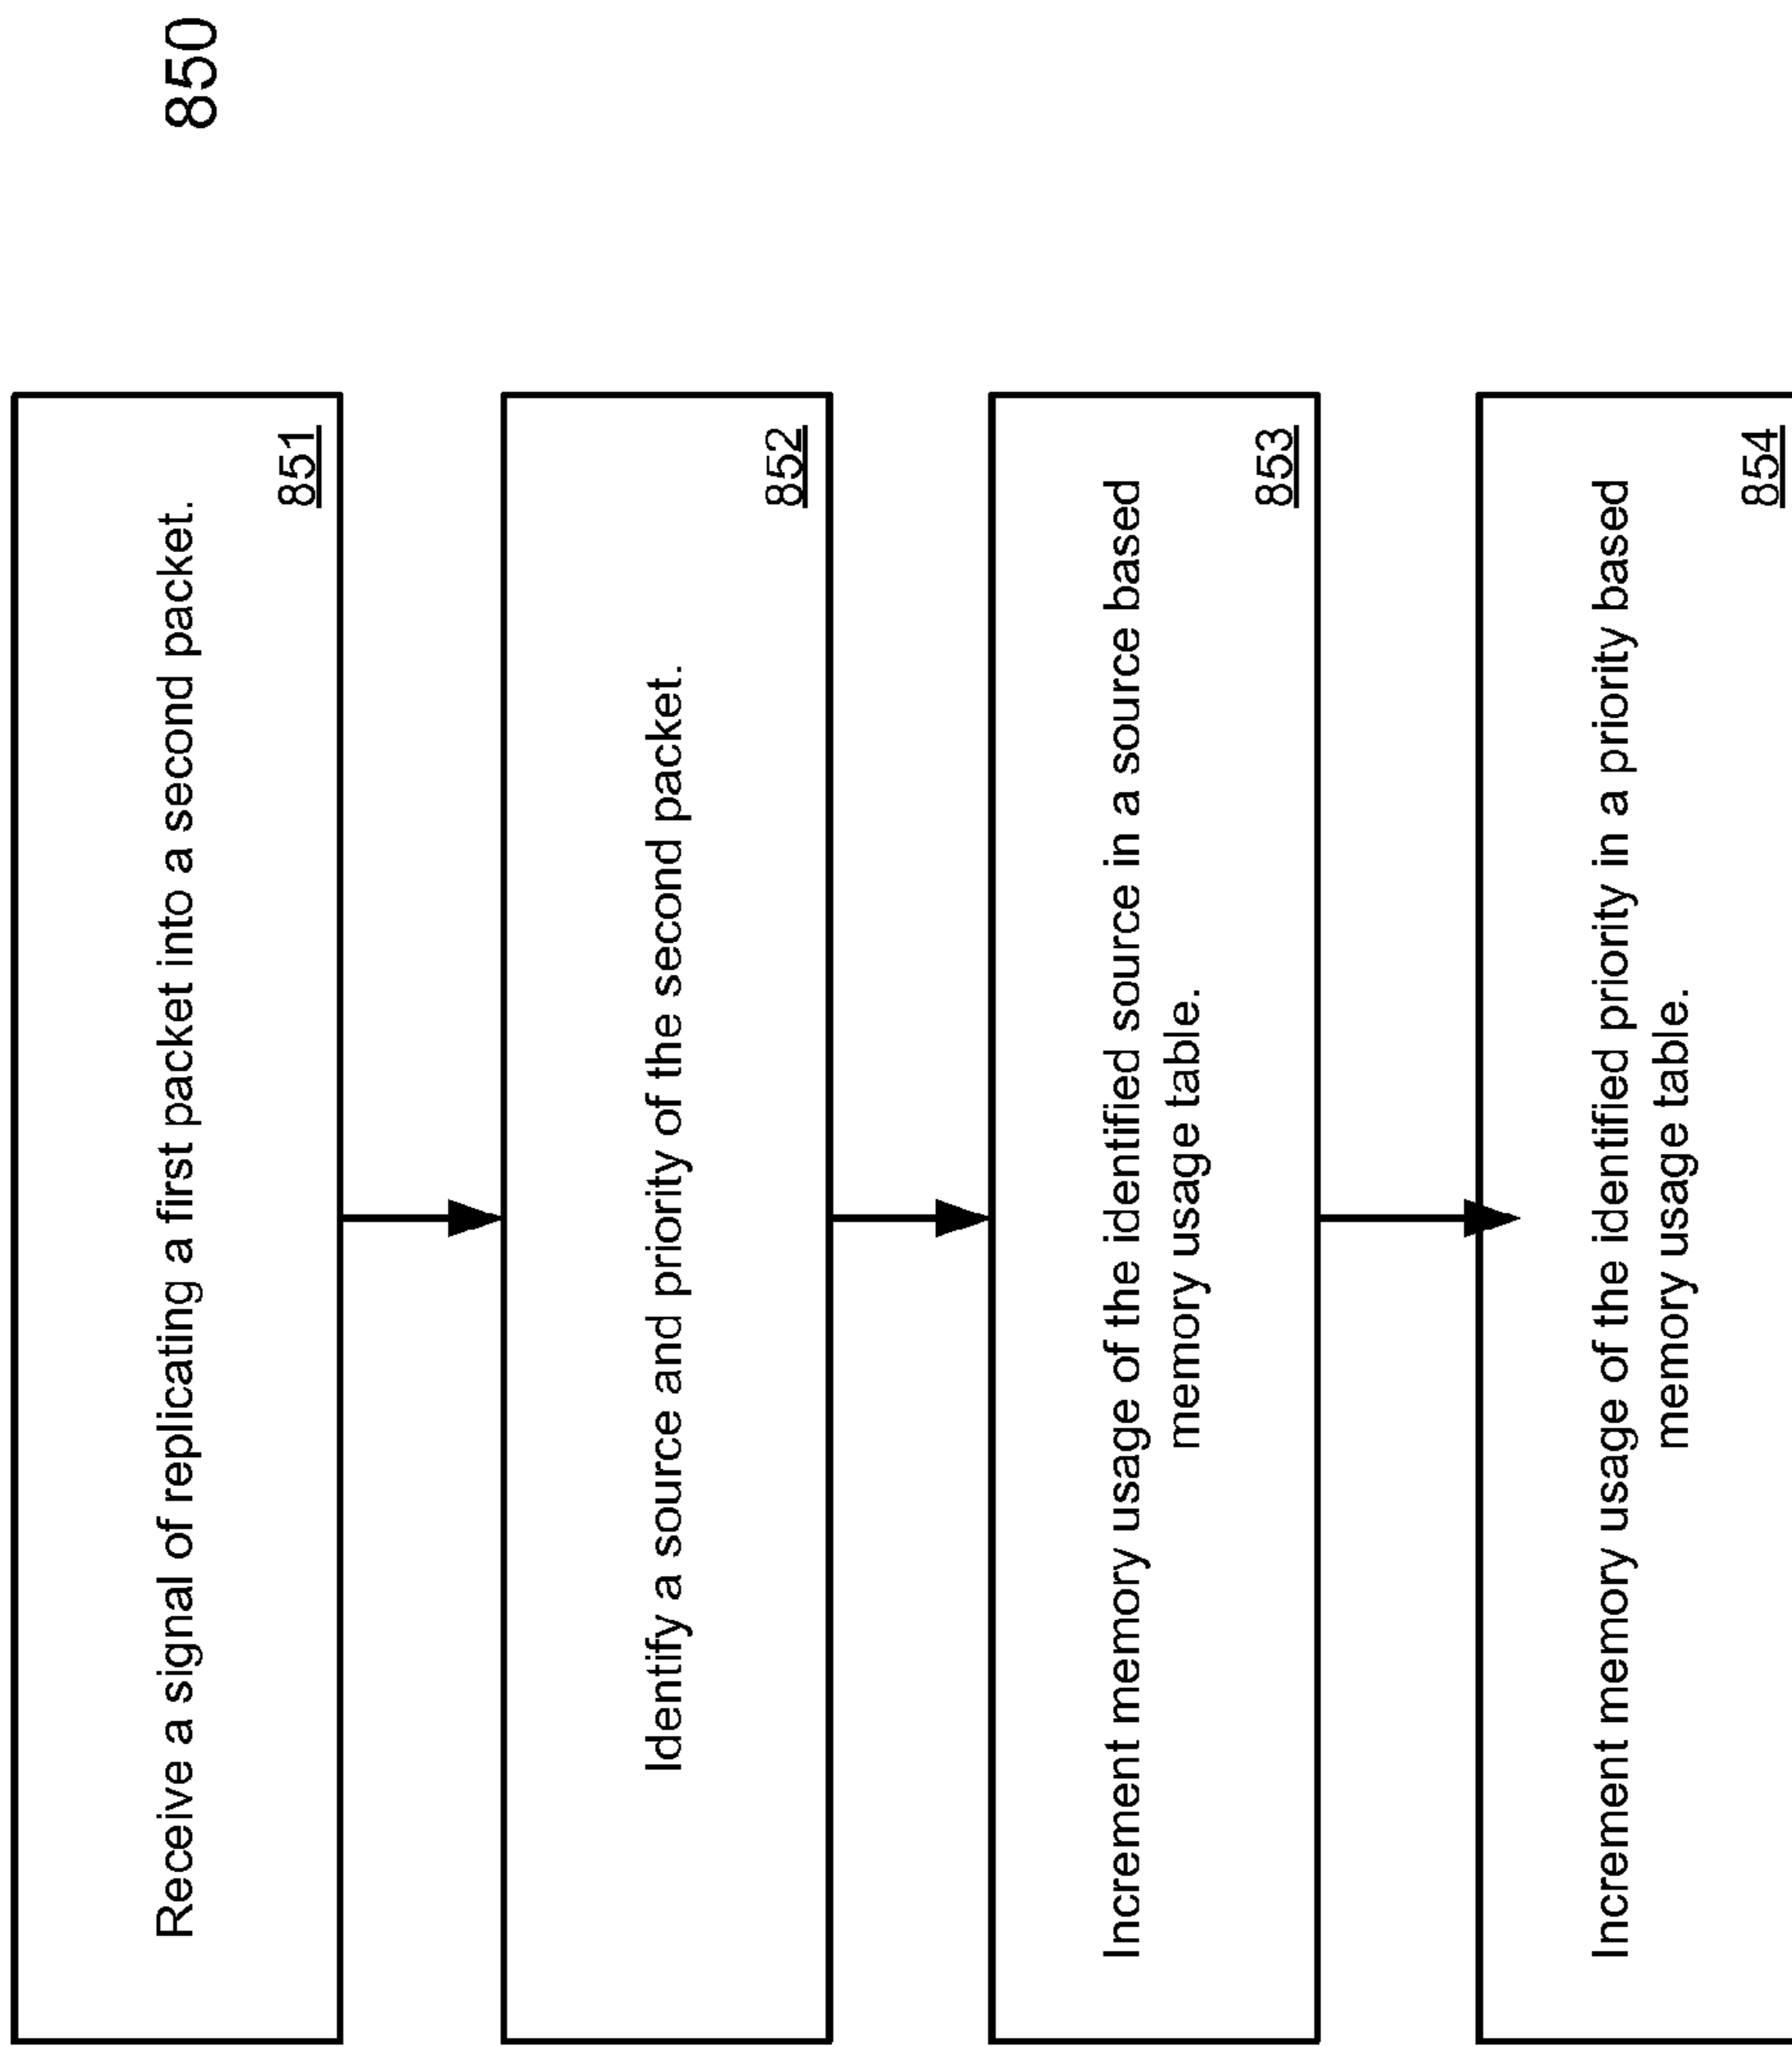 850
Receive a signal of replicating a first packet into a second packet.
851
Identify a source and priority of the second packet.
852
Increment memory usage of the identified source in a source based
memory usage table.
853
Increment memory usage of the identified priority in a priority based
memory usage table.
854